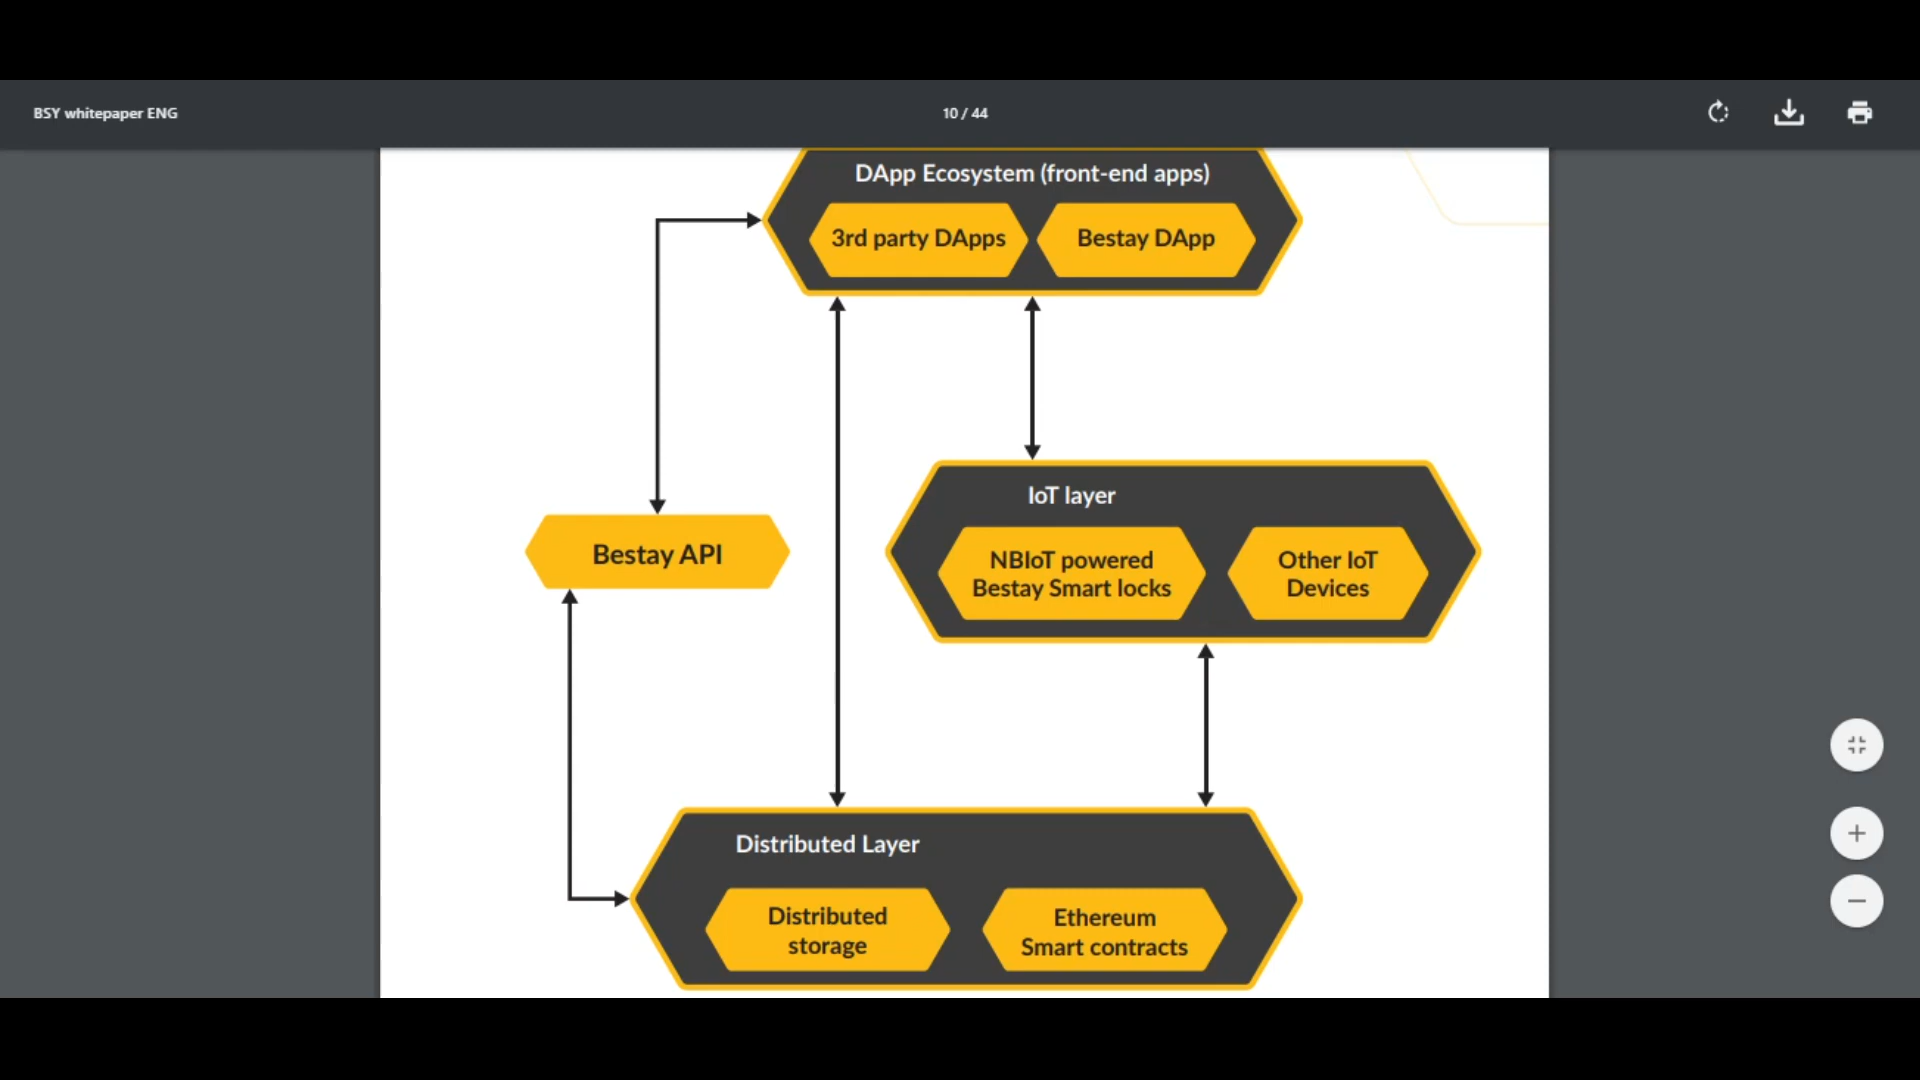 BSY whitepaper ENG
10 / 44
DApp Ecosystem (front-end apps)
3rd party DApps
Bestay DApp
IoT layer
Bestay API
NBIoT powered
Bestay Smart locks
Other IoT
Devices
Distributed Layer
Distributed
storage
Ethereum
Smart contracts